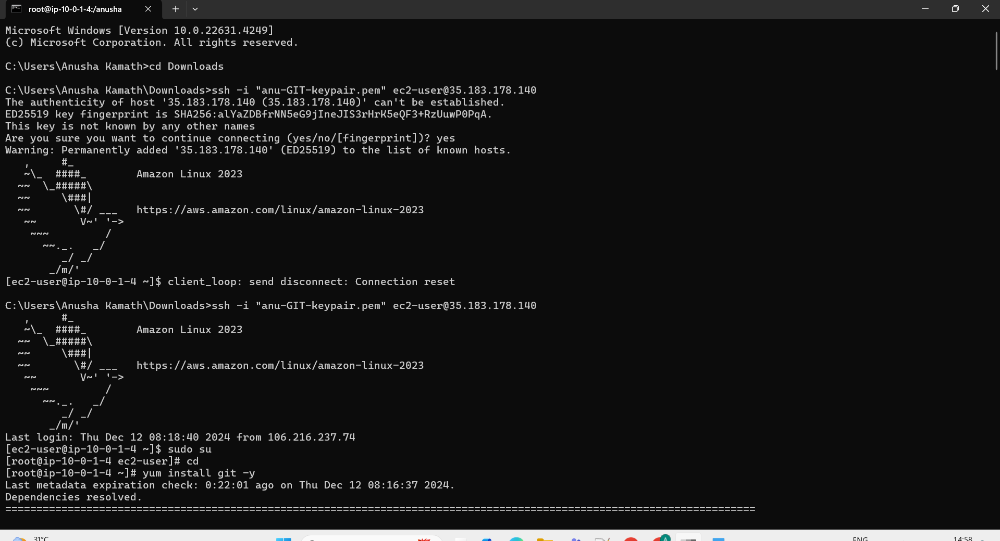 root@ip-10-0-1-4:/anusha
Microsoft Windows [Version 10.0.22631.4249]
(c) Microsoft Corporation. All rights reserved.
C:\Users\Anusha Kamath>cd Downloads
C:\Users\Anusha Kamath\Downloads>ssh -i "anu-GIT-keypair.pem" ec2-user@35.183.178.140
The authenticity of host '35.183.178.140 (35.183.178.140)' can't be established.
ED25519 key fingerprint is SHA256:alYaZDBfrNN5eG9jIneJIS3rHrK5eQF3+RzUuwP0PqA.
This key is not known by any other names
Are you sure you want to continue connecting (yes/no/[fingerprint])? yes
Warning: Permanently added '35.183.178.140' (ED25519) to the list of known hosts.
   ,     #_
   ~\_  ####_        Amazon Linux 2023
  ~~  \_#####\
  ~~     \###|
  ~~       \#/ ___   https://aws.amazon.com/linux/amazon-linux-2023
   ~~       V~' '->
    ~~~         /
      ~~._.   _/
         _/ _/
       _/m/'
[ec2-user@ip-10-0-1-4 ~]$ client_loop: send disconnect: Connection reset
C:\Users\Anusha Kamath\Downloads>ssh -i "anu-GIT-keypair.pem" ec2-user@35.183.178.140
   ,     #_
   ~\_  ####_        Amazon Linux 2023
  ~~  \_#####\
  ~~     \###|
  ~~       \#/ ___   https://aws.amazon.com/linux/amazon-linux-2023
   ~~       V~' '->
    ~~~         /
      ~~._.   _/
         _/ _/
       _/m/'
Last login: Thu Dec 12 08:18:40 2024 from 106.216.237.74
[ec2-user@ip-10-0-1-4 ~]$ sudo su
[root@ip-10-0-1-4 ec2-user]# cd
[root@ip-10-0-1-4 ~]# yum install git -y
Last metadata expiration check: 0:22:01 ago on Thu Dec 12 08:16:37 2024.
Dependencies resolved.
========================================================================================================================
31°C
A
ENG
14:58